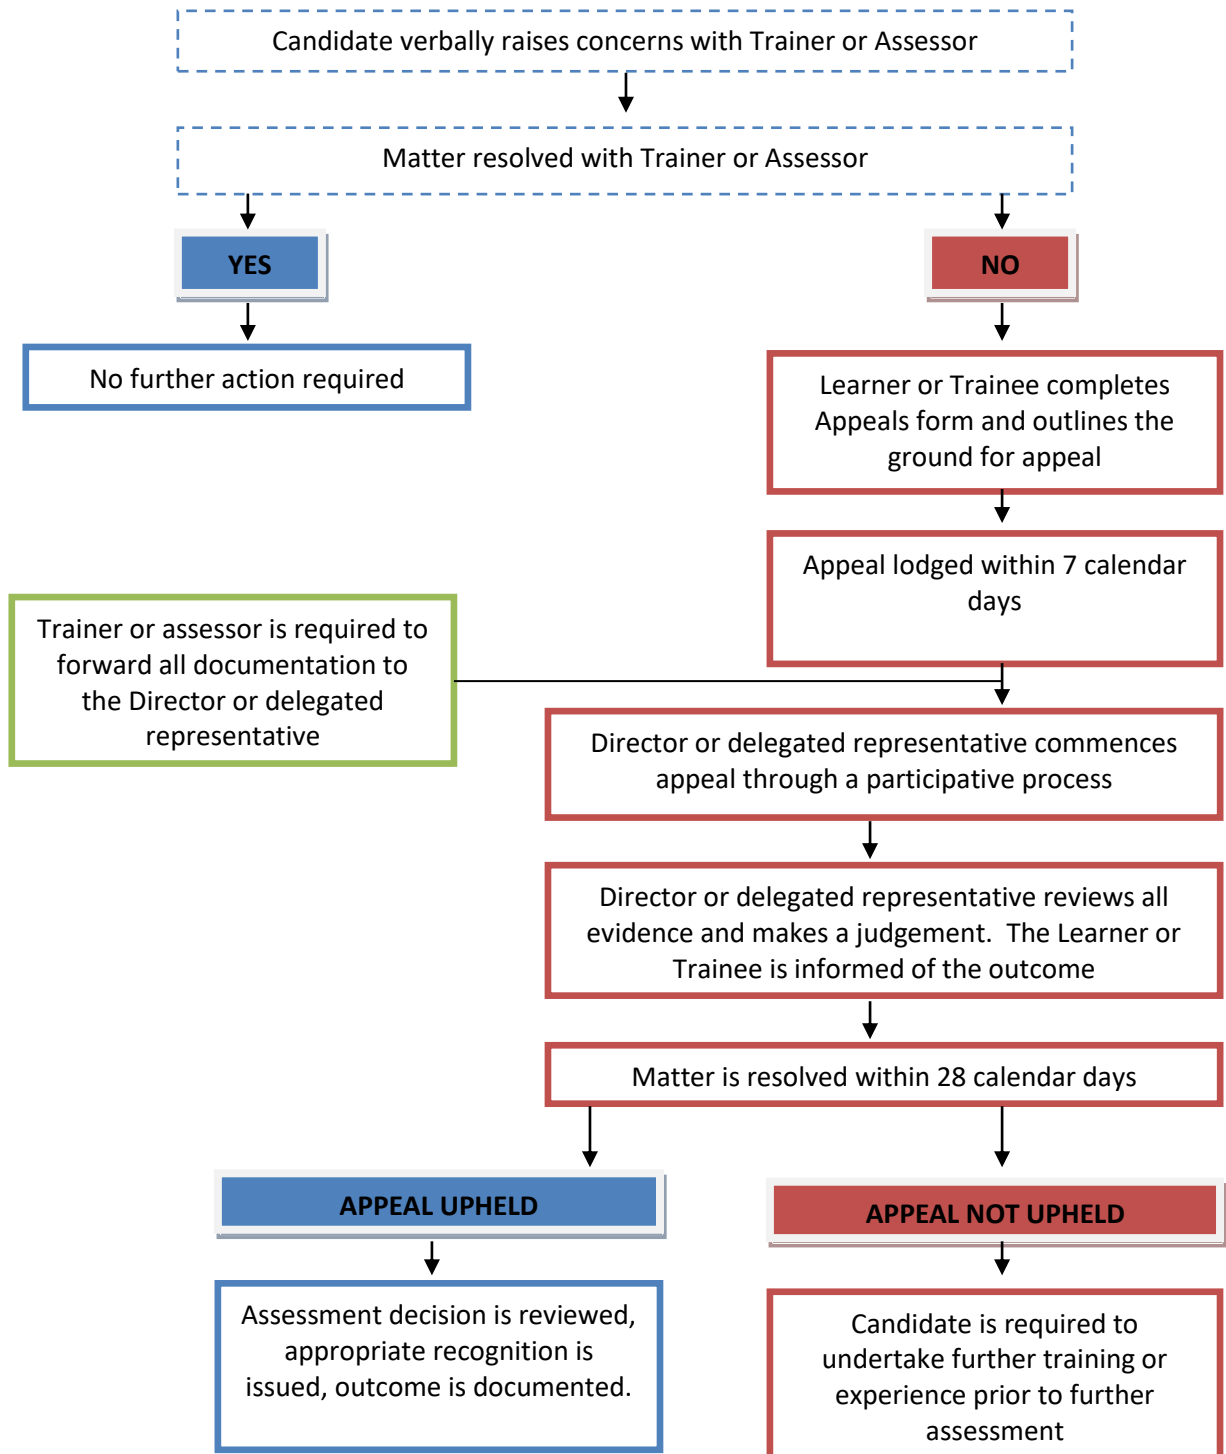 Candidate verbally raises concerns with Trainer or Assessor
Matter resolved with Trainer or Assessor
YES
NO
No further action required
Learner or Trainee completes
Appeals form and outlines the
ground for appeal
Appeal lodged within 7 calendar
days
Trainer or assessor is required to
forward all documentation to
the Director or delegated
representative
Director or delegated representative commences
appeal through a participative process
Director or delegated representative reviews all
evidence and makes a judgement.  The Learner or
Trainee is informed of the outcome
Matter is resolved within 28 calendar days
APPEAL UPHELD
APPEAL NOT UPHELD
Assessment decision is reviewed,
appropriate recognition is
issued, outcome is documented.
Candidate is required to
undertake further training or
experience prior to further
assessment